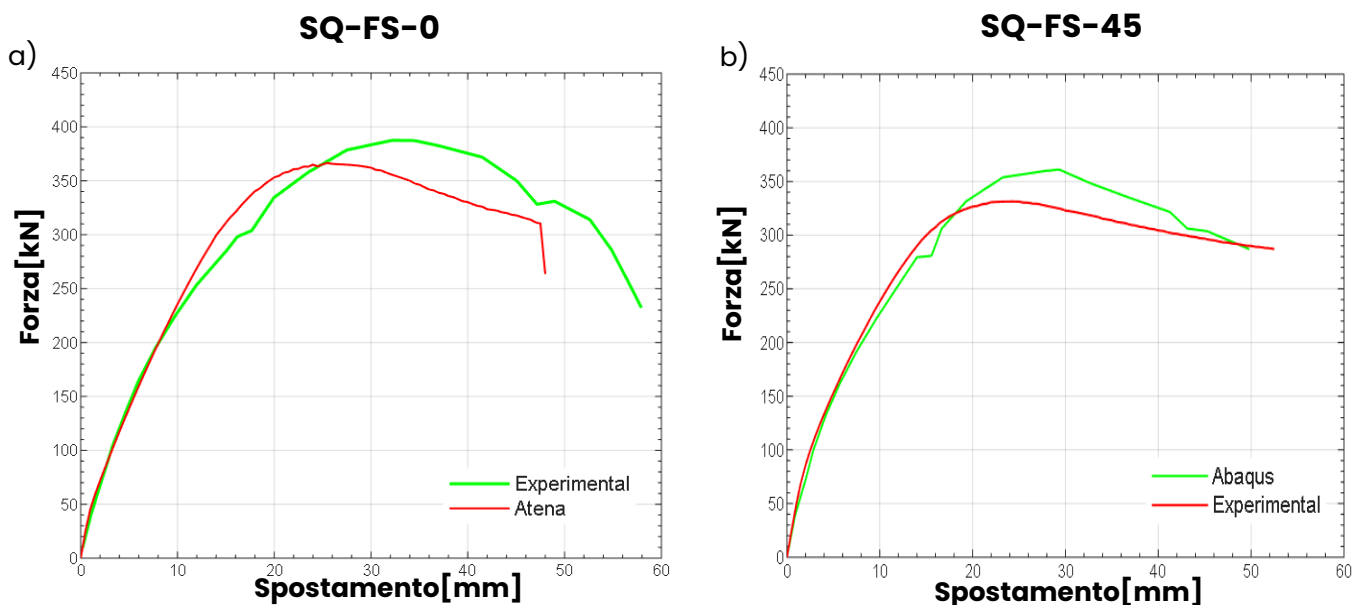 SQ-FS-0
a)
450
400
350
300
250
200
150
100
50
0
Forza[kN]
Experimental
Atena
0 10 20 30 40 50 60
Spostamento[mm]
SQ-FS-45
b)
450
400
350
300
250
200
150
100
50
0
Forza[kN]
Abaqus
Experimental
0 10 20 30 40 50 60
Spostamento[mm]